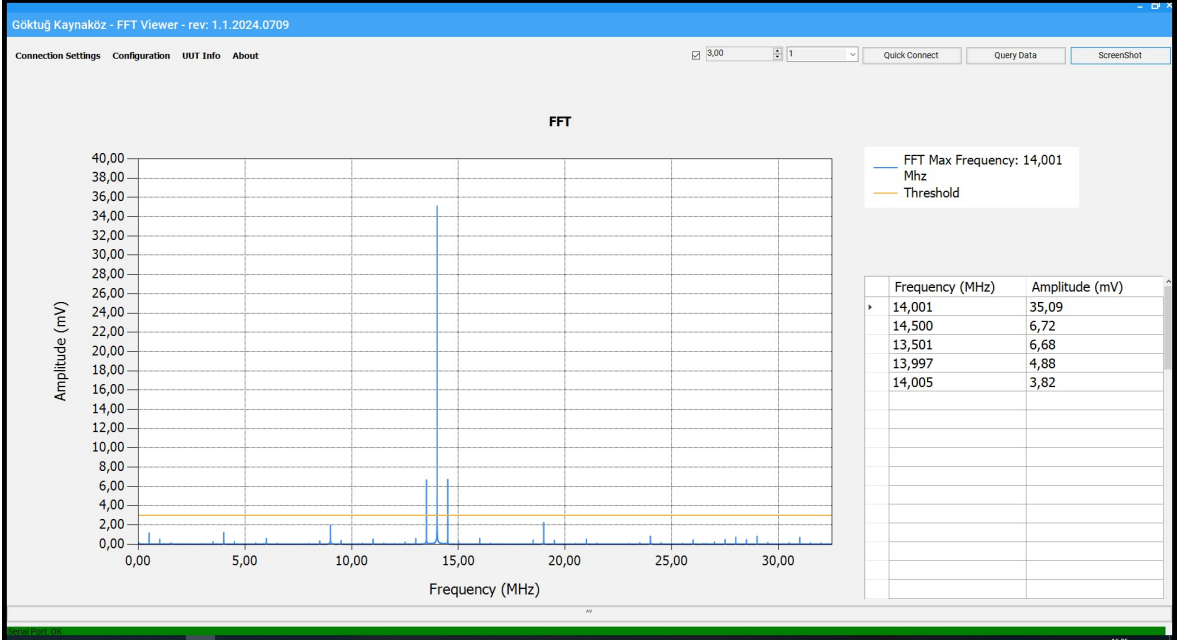 Göktuğ Kaynaköz - FFT Viewer - rev: 1.1.2024.0709
Connection Settings Configuration UUT Info About 3,00 1 Quick Connect Query Data ScreenShot
FFT
40,00
38,00
36,00
34,00
32,00
30,00
28,00
26,00
24,00
22,00
20,00
18,00
16,00
14,00
12,00
10,00
8,00
6,00
4,00
2,00
0,00
Amplitude (mV)
0,00 5,00 10,00 15,00 20,00 25,00 30,00
Frequency (MHz)
FFT Max Frequency: 14,001
Mhz
Threshold
Frequency (MHz) Amplitude (mV)
14,001 35,09
14,500 6,72
13,501 6,68
13,997 4,88
14,005 3,82
Serial Port: OK